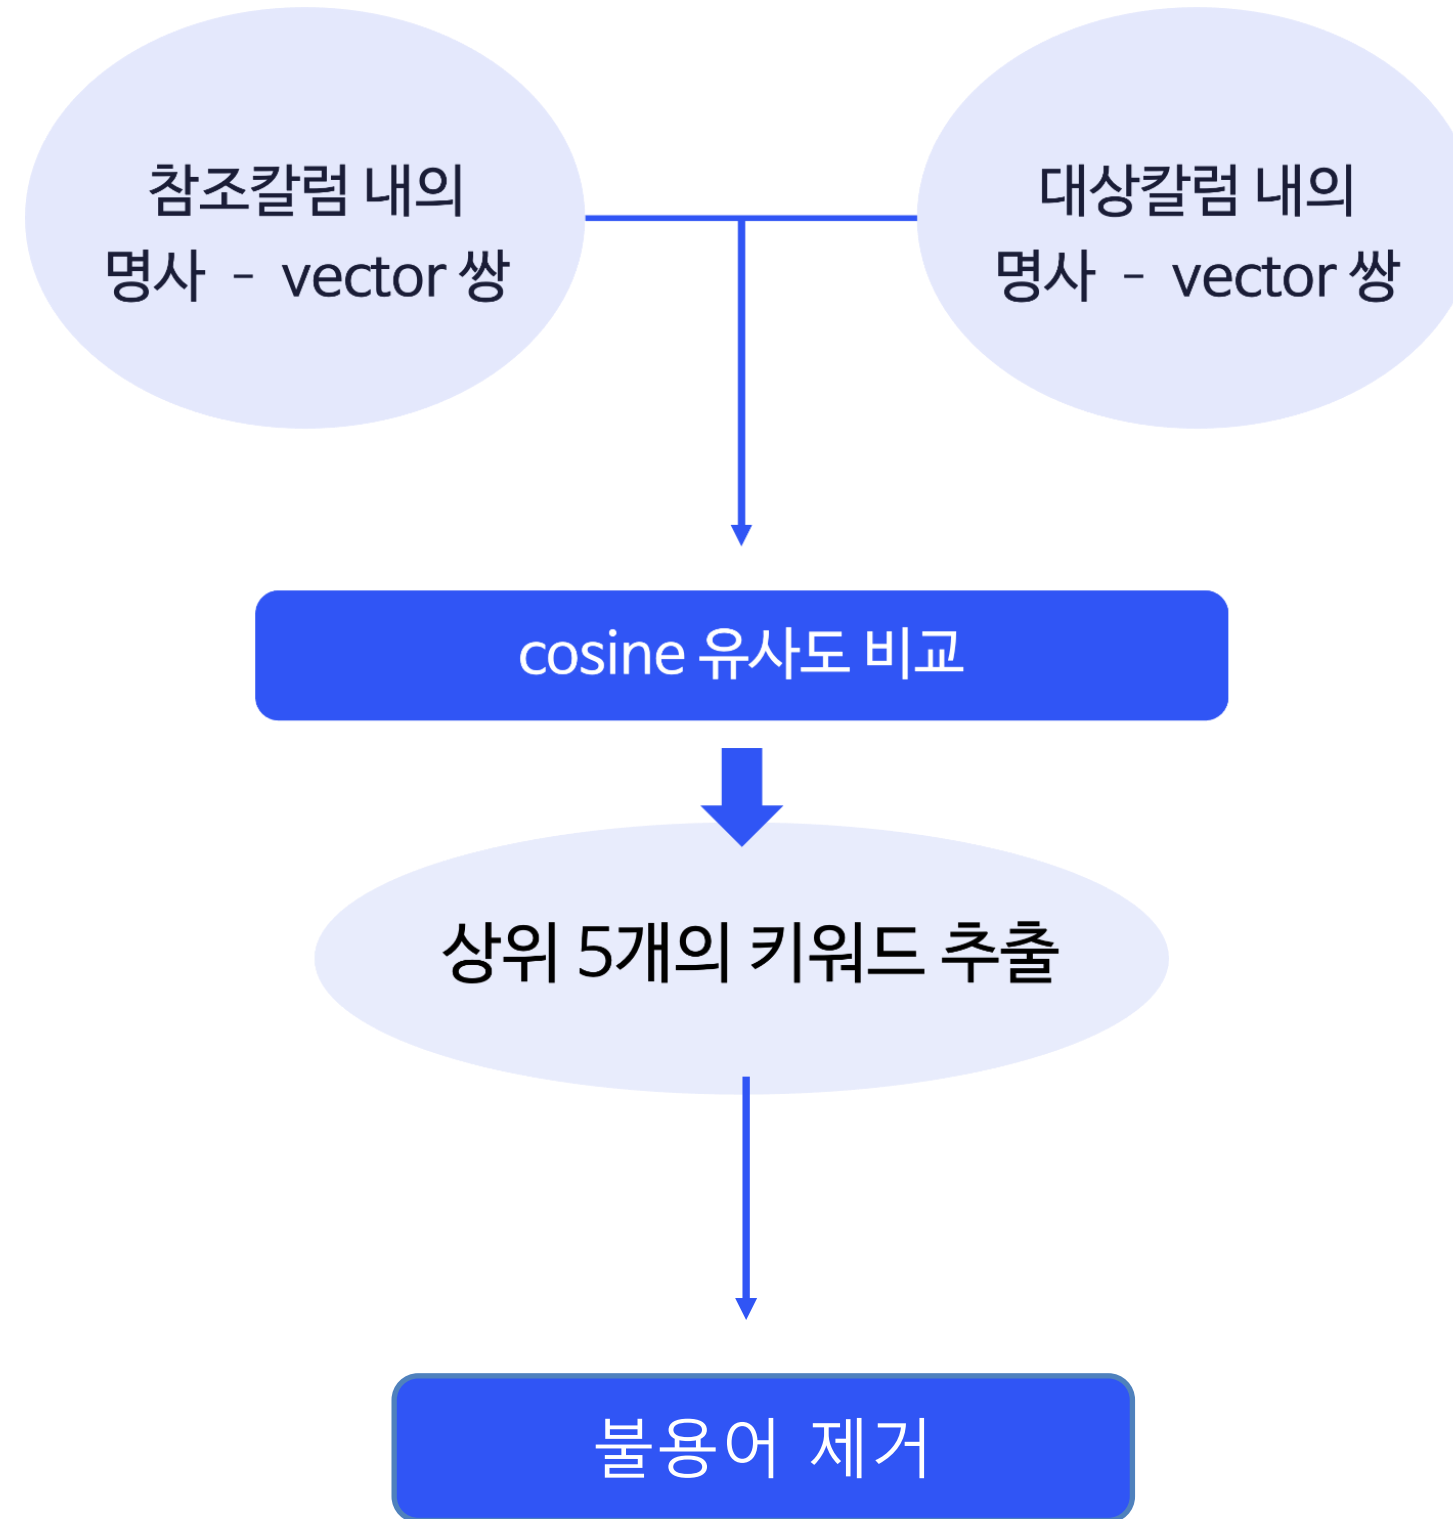 참조칼럼 내의
명사 - vector 쌍
대상칼럼 내의
명사 - vector 쌍
cosine 유사도 비교
상위 5개의 키워드 추출
불용어 제거